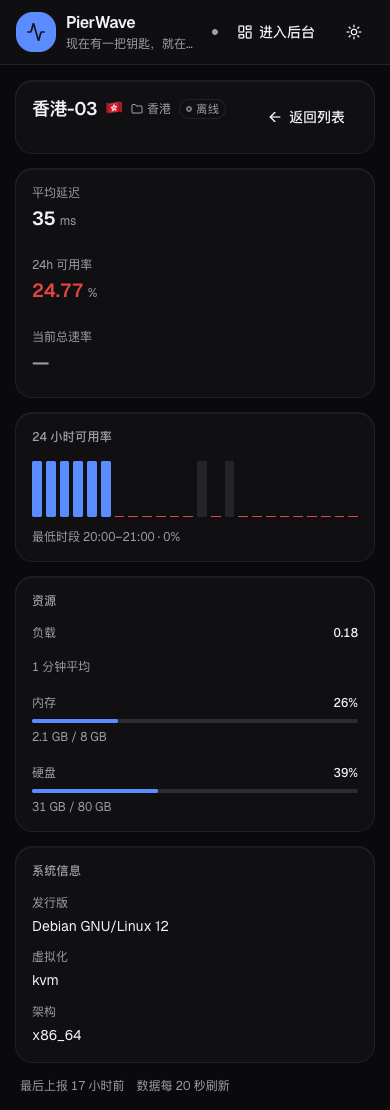 PierWave
现在有一把钥匙，就在…
进入后台
香港-03
香港
离线
返回列表
平均延迟
35 ms
24h 可用率
24.77 %
当前总速率
—
24 小时可用率
最低时段 20:00–21:00 · 0%
资源
负载 0.18
1 分钟平均
内存 26%
2.1 GB / 8 GB
硬盘 39%
31 GB / 80 GB
系统信息
发行版
Debian GNU/Linux 12
虚拟化
kvm
架构
x86_64
最后上报 17 小时前 数据每 20 秒刷新